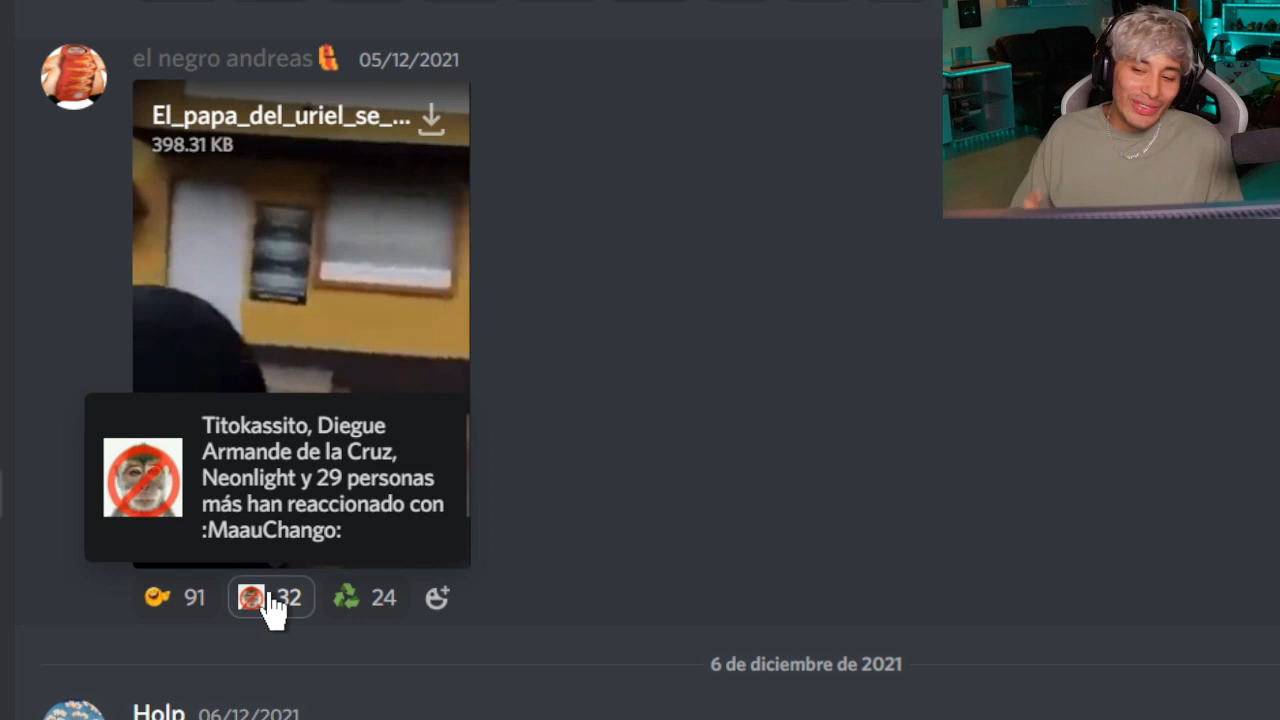 el negro andreas 05/12/2021
El_papa_del_uriel_se_...
398.31 KB
Titokassito, Diegue
Armande de la Cruz,
Neonlight y 29 personas
más han reaccionado con
:MaauChango:
91 32 24
6 de diciembre de 2021
Holp 06/12/2021